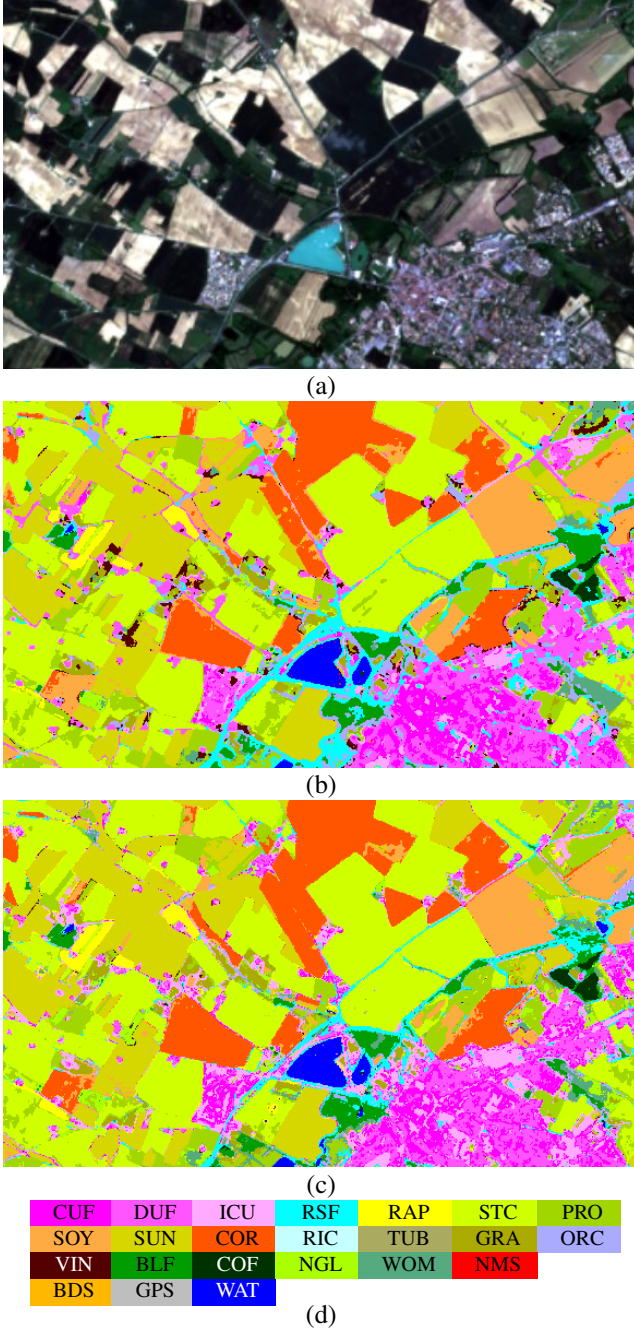 (a)
(b)
(c)
CUF DUF ICU RSF RAP STC PRO
SOY SUN COR RIC TUB GRA ORC
VIN BLF COF NGL WOM NMS
BDS GPS WAT
(d)